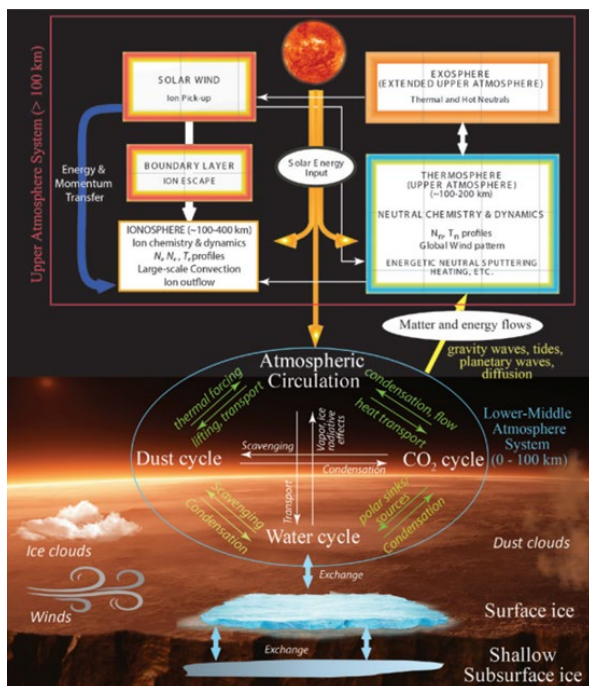 Upper Atmosphere System (> 100 km)
SOLAR WIND
Ion Pick-up
EXOSPHERE
(EXTENDED UPPER ATMOSPHERE)
Thermal and Hot Neutrals
Energy &
Momentum
Transfer
BOUNDARY LAYER
ION ESCAPE
Solar Energy
Input
THERMOSPHERE
(UPPER ATMOSPHERE)
(~100-200 km)
NEUTRAL CHEMISTRY & DYNAMICS
Nn, Tn profiles
Global Wind pattern
ENERGETIC NEUTRAL SPUTTERING
HEATING, ETC.
IONOSPHERE (~100-400 km)
Ion chemistry & dynamics
profiles
Large-scale Convection
Ion outflow
Matter and energy flows
gravity waves, tides,
planetary waves,
diffusion
Atmospheric
Circulation
thermal forcing
lifting, transport
condensation, flow
heat transport
Vapor, ice
radiative
effects
Lower-Middle
Atmosphere
System
(0 - 100 km)
Scavenging
Dust cycle
CO2 cycle
Condensation
Transport
Scavenging
Condensation
polar sinks/
sources
Condensation
Water cycle
Ice clouds
Dust clouds
Exchange
Winds
Surface ice
Exchange
Shallow
Subsurface ice